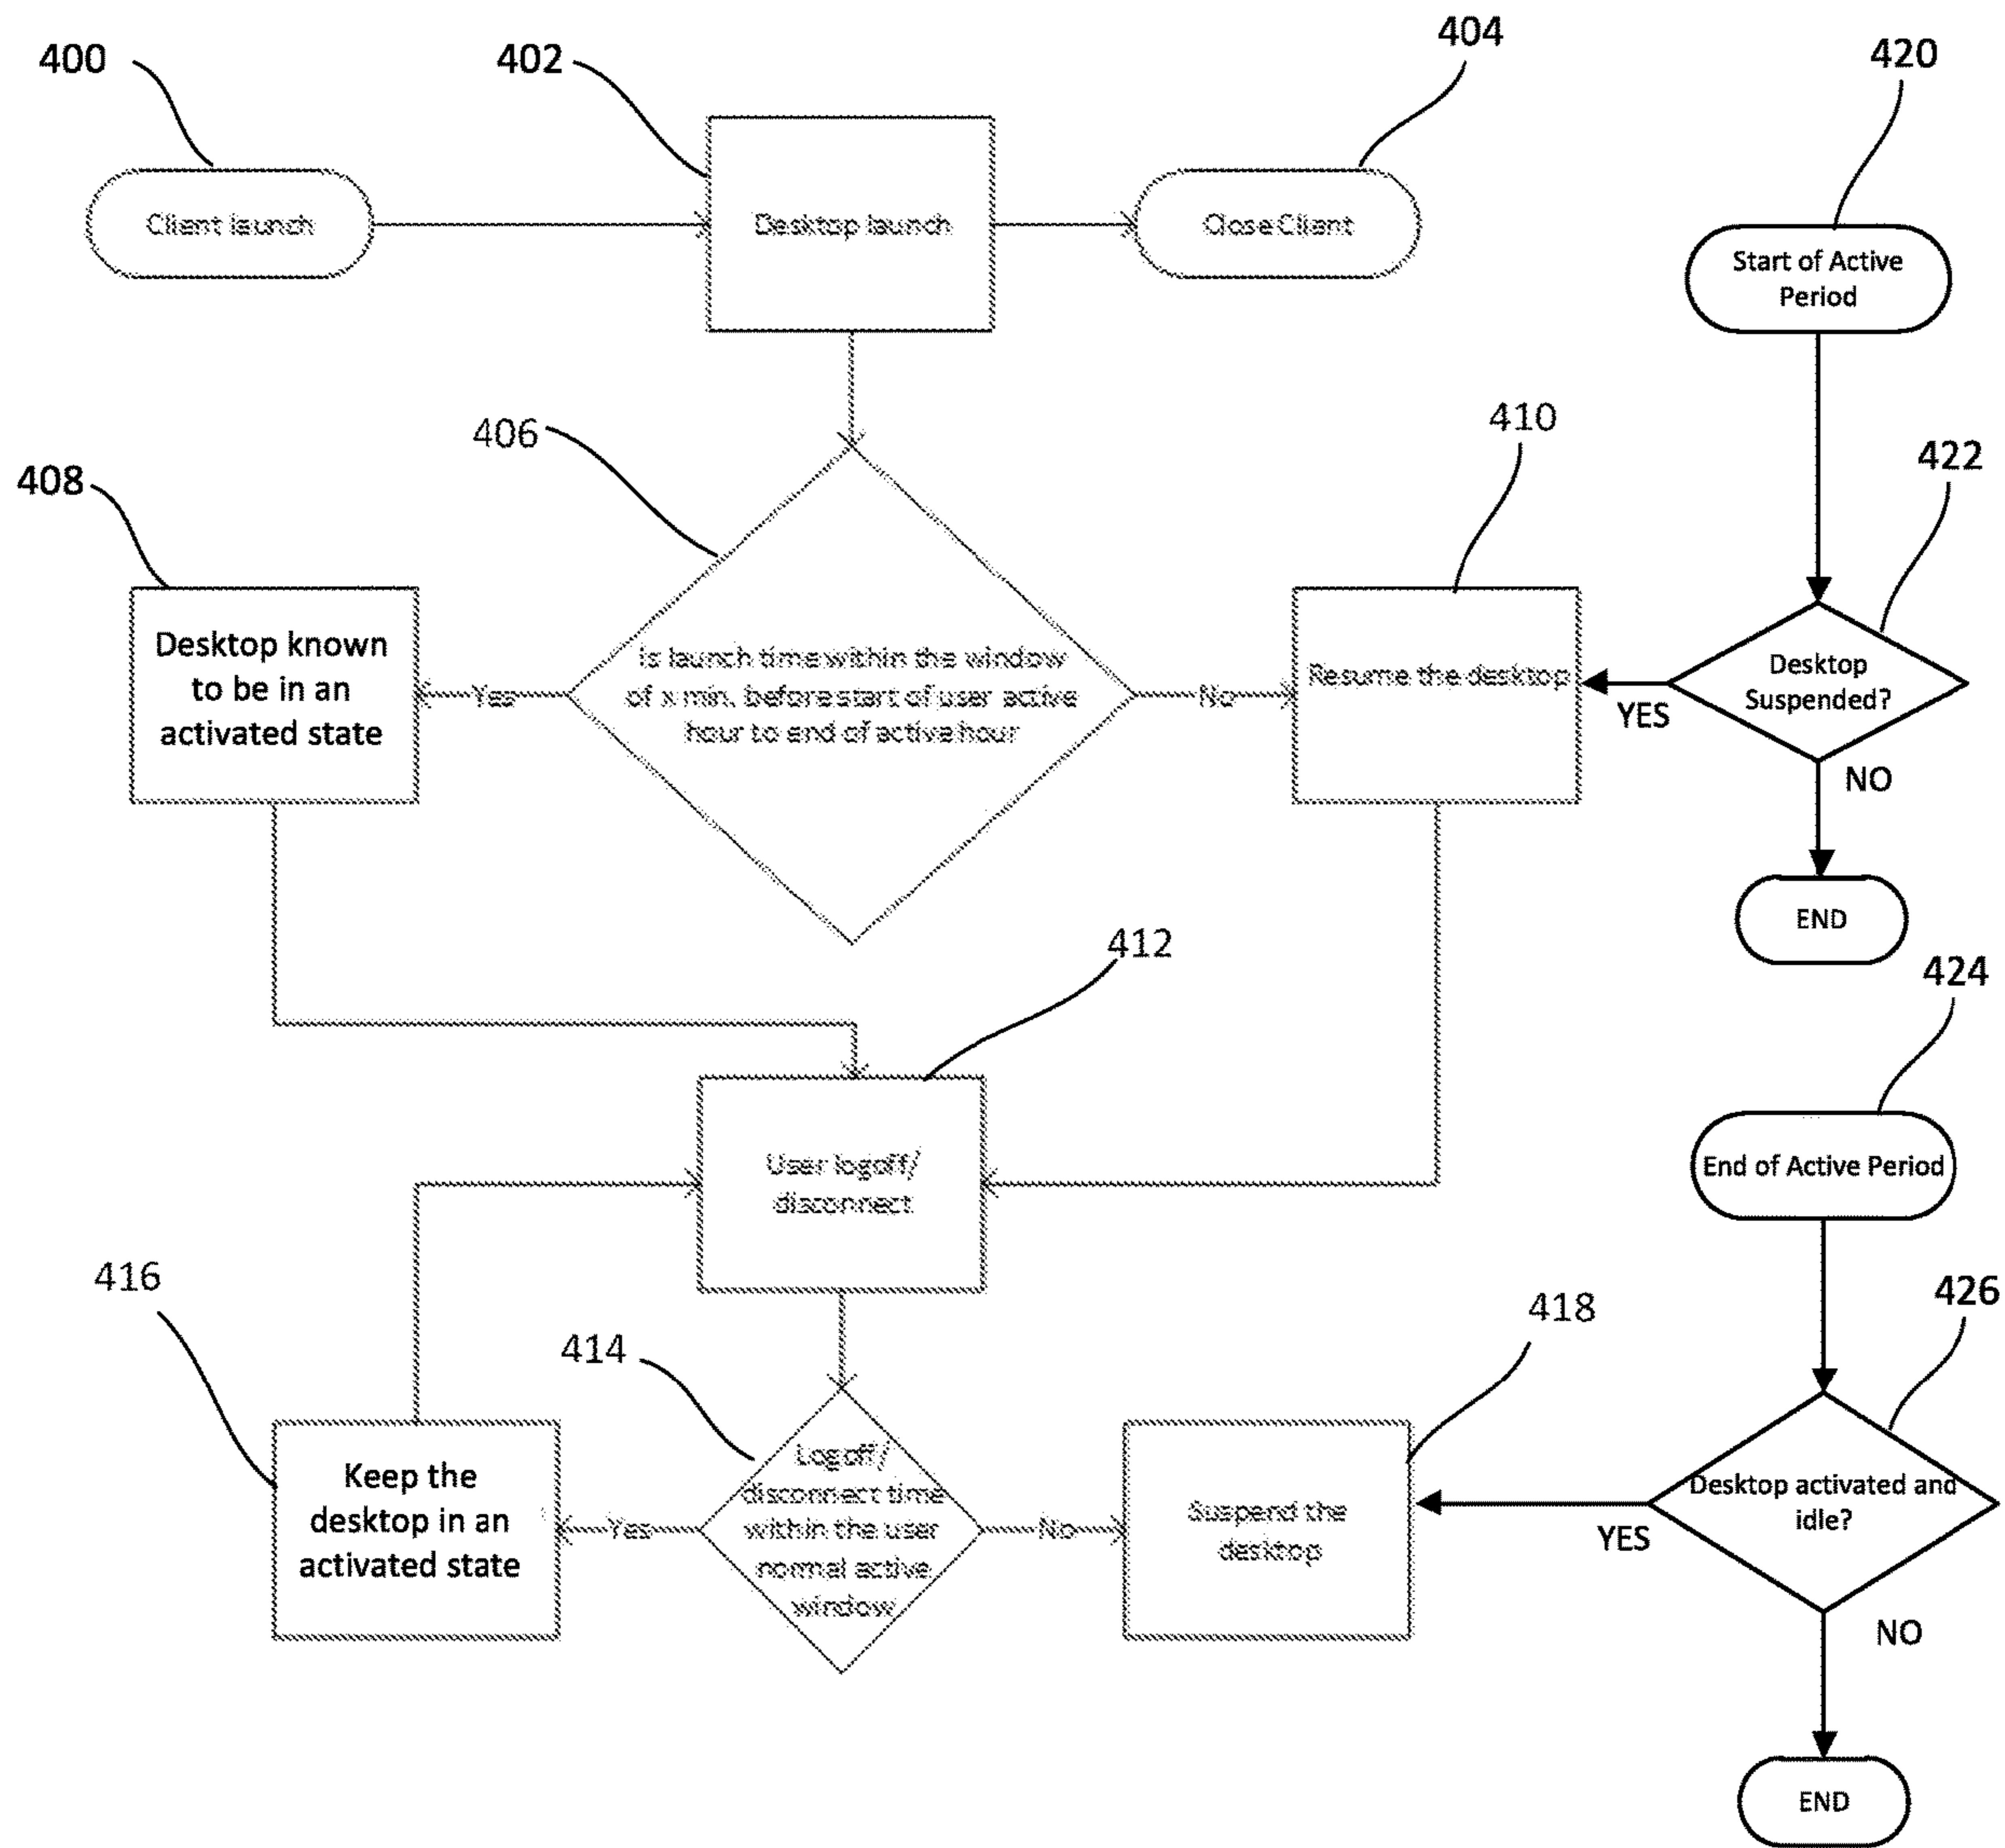 400
402
404
420
Client launch
Desktop launch
Close Client
Start of Active
Period
406
410
422
408
Desktop known
to be in an
activated state
Yes
Is launch time within the window
of x min. before start of user active
hour to end of active hour
No
Resume the desktop
YES
Desktop
Suspended?
NO
END
412
424
User logoff/
disconnect
End of Active Period
416
414
418
426
Keep the
desktop in an
activated state
Yes
Logoff/
disconnect time
within the user
normal active
window
No
Suspend the
desktop
YES
Desktop activated and
idle?
NO
END